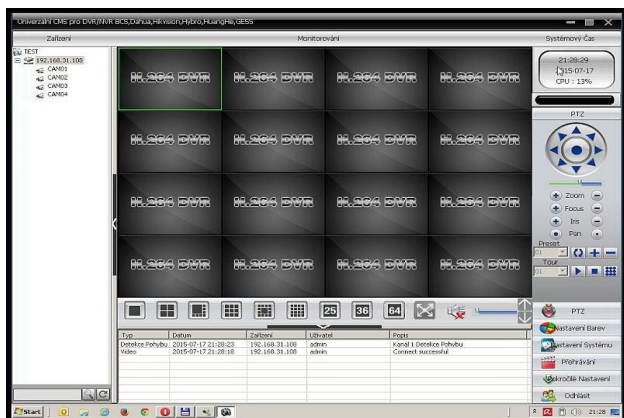 Univerzální CMS pro DVR/NVR BCS,Dahua,Hikvision,Hybro,HuangHe,GESS
Zařízení
Monitorování
Systémový Čas
TEST
192.168.31.108
CAM01
CAM02
CAM03
CAM04
H.264 DVR H.264 DVR H.264 DVR H.264 DVR
H.264 DVR H.264 DVR H.264 DVR H.264 DVR
H.264 DVR H.264 DVR H.264 DVR H.264 DVR
H.264 DVR H.264 DVR H.264 DVR H.264 DVR
21:28:29
2015-07-17
CPU : 13%
PTZ
Zoom
Focus
Iris
Pan
Preset
01
Tour
01
25 36 64
PTZ
Nastavení Barev
Nastavení Systému
Přehrávání
Pokročilé Nastavení
Odhlásit
Typ Datum Zařízení Uživatel Popis
Detekce Pohybu 2015-07-17 21:28:23 192.168.31.108 admin Kanál 1 Detekce Pohybu
Video 2015-07-17 21:28:18 192.168.31.108 admin Connect successful
Start
21:28